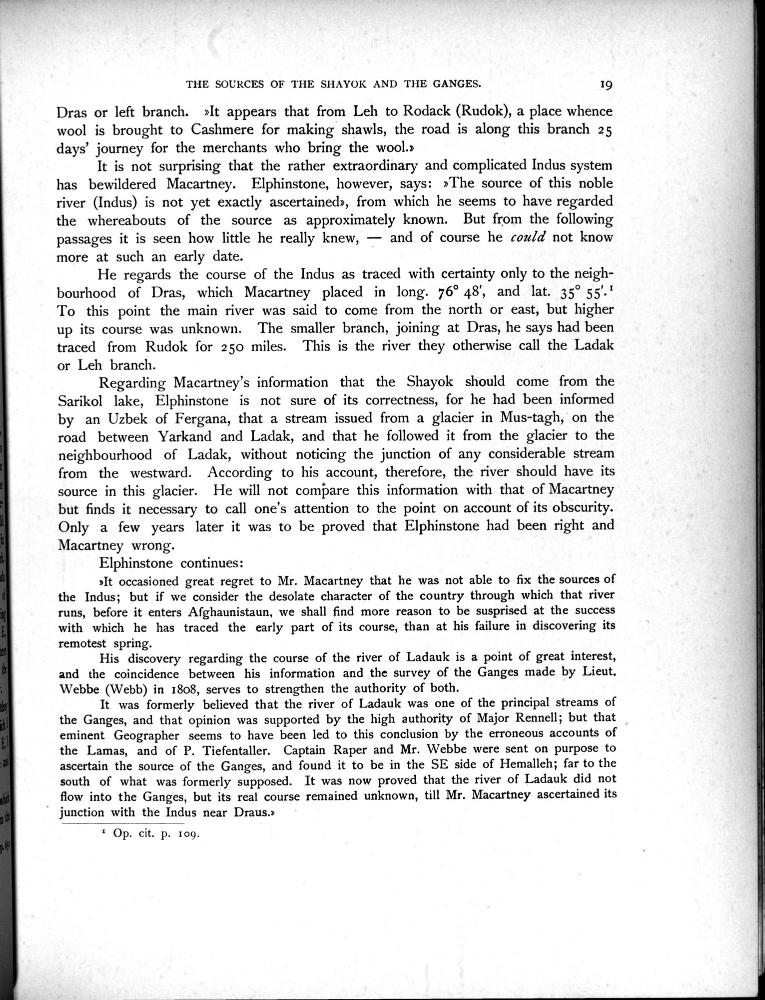 THE SOURCES OF THE SHAYOK AND THE GANGES. 19
Dras or left branch. »It appears that from Leh to Rodack (Rudok), a place whence
wool is brought to Cashmere for making shawls, the road is along this branch 25
days' journey for the merchants who bring the wool.»
It is not surprising that the rather extraordinary and complicated Indus system
has bewildered Macartney. Elphinstone, however, says: »The source of this noble
river (Indus) is not yet exactly ascertained», from which he seems to have regarded
the whereabouts of the source as approximately known. But from the following
passages it is seen how little he really knew, — and of course he could not know
more at such an early date.
He regards the course of the Indus as traced with certainty only to the neigh-
bourhood of Dras, which Macartney placed in long. 76° 48', and lat. 35° 55'.¹
To this point the main river was said to come from the north or east, but higher
up its course was unknown. The smaller branch, joining at Dras, he says had been
traced from Rudok for 250 miles. This is the river they otherwise call the Ladak
or Leh branch.
Regarding Macartney's information that the Shayok should come from the
Sarikol lake, Elphinstone is not sure of its correctness, for he had been informed
by an Uzbek of Fergana, that a stream issued from a glacier in Mus-tagh, on the
road between Yarkand and Ladak, and that he followed it from the glacier to the
neighbourhood of Ladak, without noticing the junction of any considerable stream
from the westward. According to his account, therefore, the river should have its
source in this glacier. He will not compare this information with that of Macartney
but finds it necessary to call one's attention to the point on account of its obscurity.
Only a few years later it was to be proved that Elphinstone had been right and
Macartney wrong.
Elphinstone continues:
»It occasioned great regret to Mr. Macartney that he was not able to fix the sources of
the Indus; but if we consider the desolate character of the country through which that river
runs, before it enters Afghaunistaun, we shall find more reason to be susprised at the success
with which he has traced the early part of its course, than at his failure in discovering its
remotest spring.
His discovery regarding the course of the river of Ladauk is a point of great interest,
and the coincidence between his information and the survey of the Ganges made by Lieut.
Webbe (Webb) in 1808, serves to strengthen the authority of both.
It was formerly believed that the river of Ladauk was one of the principal streams of
the Ganges, and that opinion was supported by the high authority of Major Rennell; but that
eminent Geographer seems to have been led to this conclusion by the erroneous accounts of
the Lamas, and of P. Tiefentaller. Captain Raper and Mr. Webbe were sent on purpose to
ascertain the source of the Ganges, and found it to be in the SE side of Hemalleh; far to the
south of what was formerly supposed. It was now proved that the river of Ladauk did not
flow into the Ganges, but its real course remained unknown, till Mr. Macartney ascertained its
junction with the Indus near Draus.»
¹ Op. cit. p. 109.